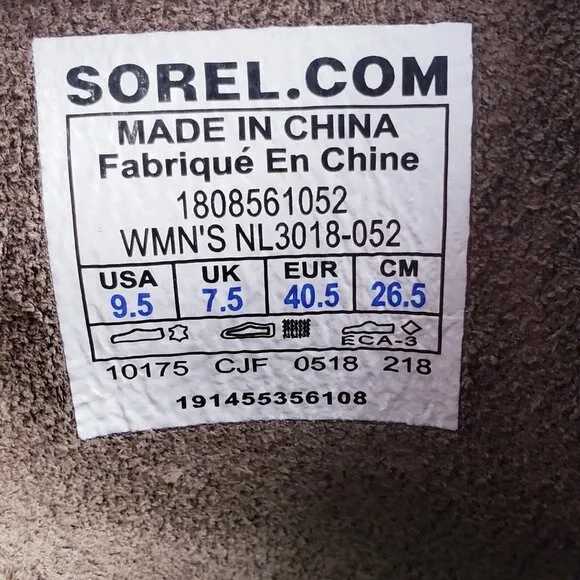 SOREL.COM
MADE IN CHINA
Fabriqué En Chine
1808561052
WMN'S NL3018-052
USA UK EUR CM
9.5 7.5 40.5 26.5
ECA-3
10175 CJF 0518 218
191455356108